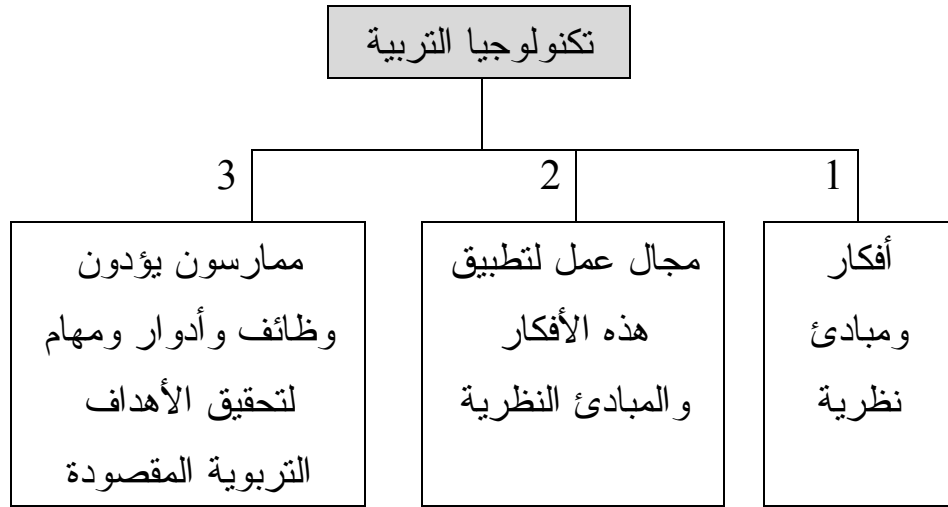 تكنولوجيا التربية
1
أفكار
ومبادئ
نظرية
2
مجال عمل لتطبيق
هذه الأفكار
والمبادئ النظرية
3
ممارسون يؤدون
وظائف وأدوار ومهام
لتحقيق الأهداف
التربوية المقصودة